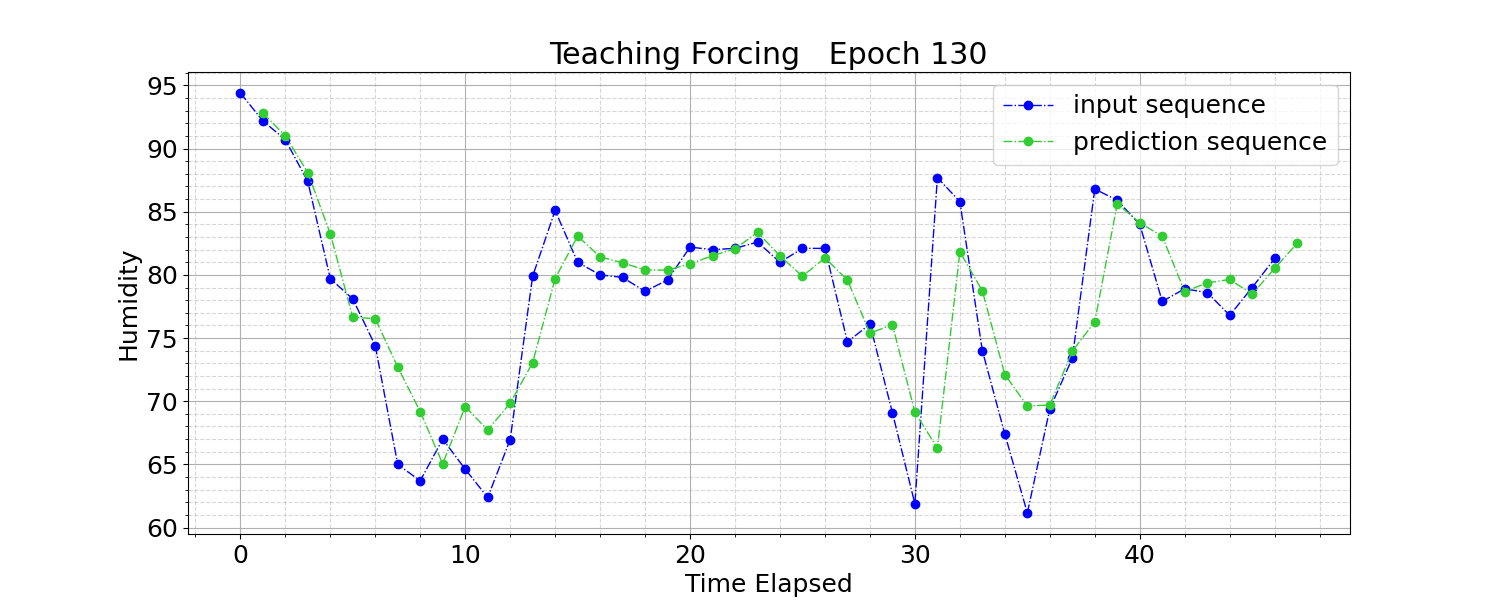 Teaching Forcing   Epoch 130
95
90
85
80
75
70
65
60
Humidity
input sequence
prediction sequence
0 10 20 30 40
Time Elapsed